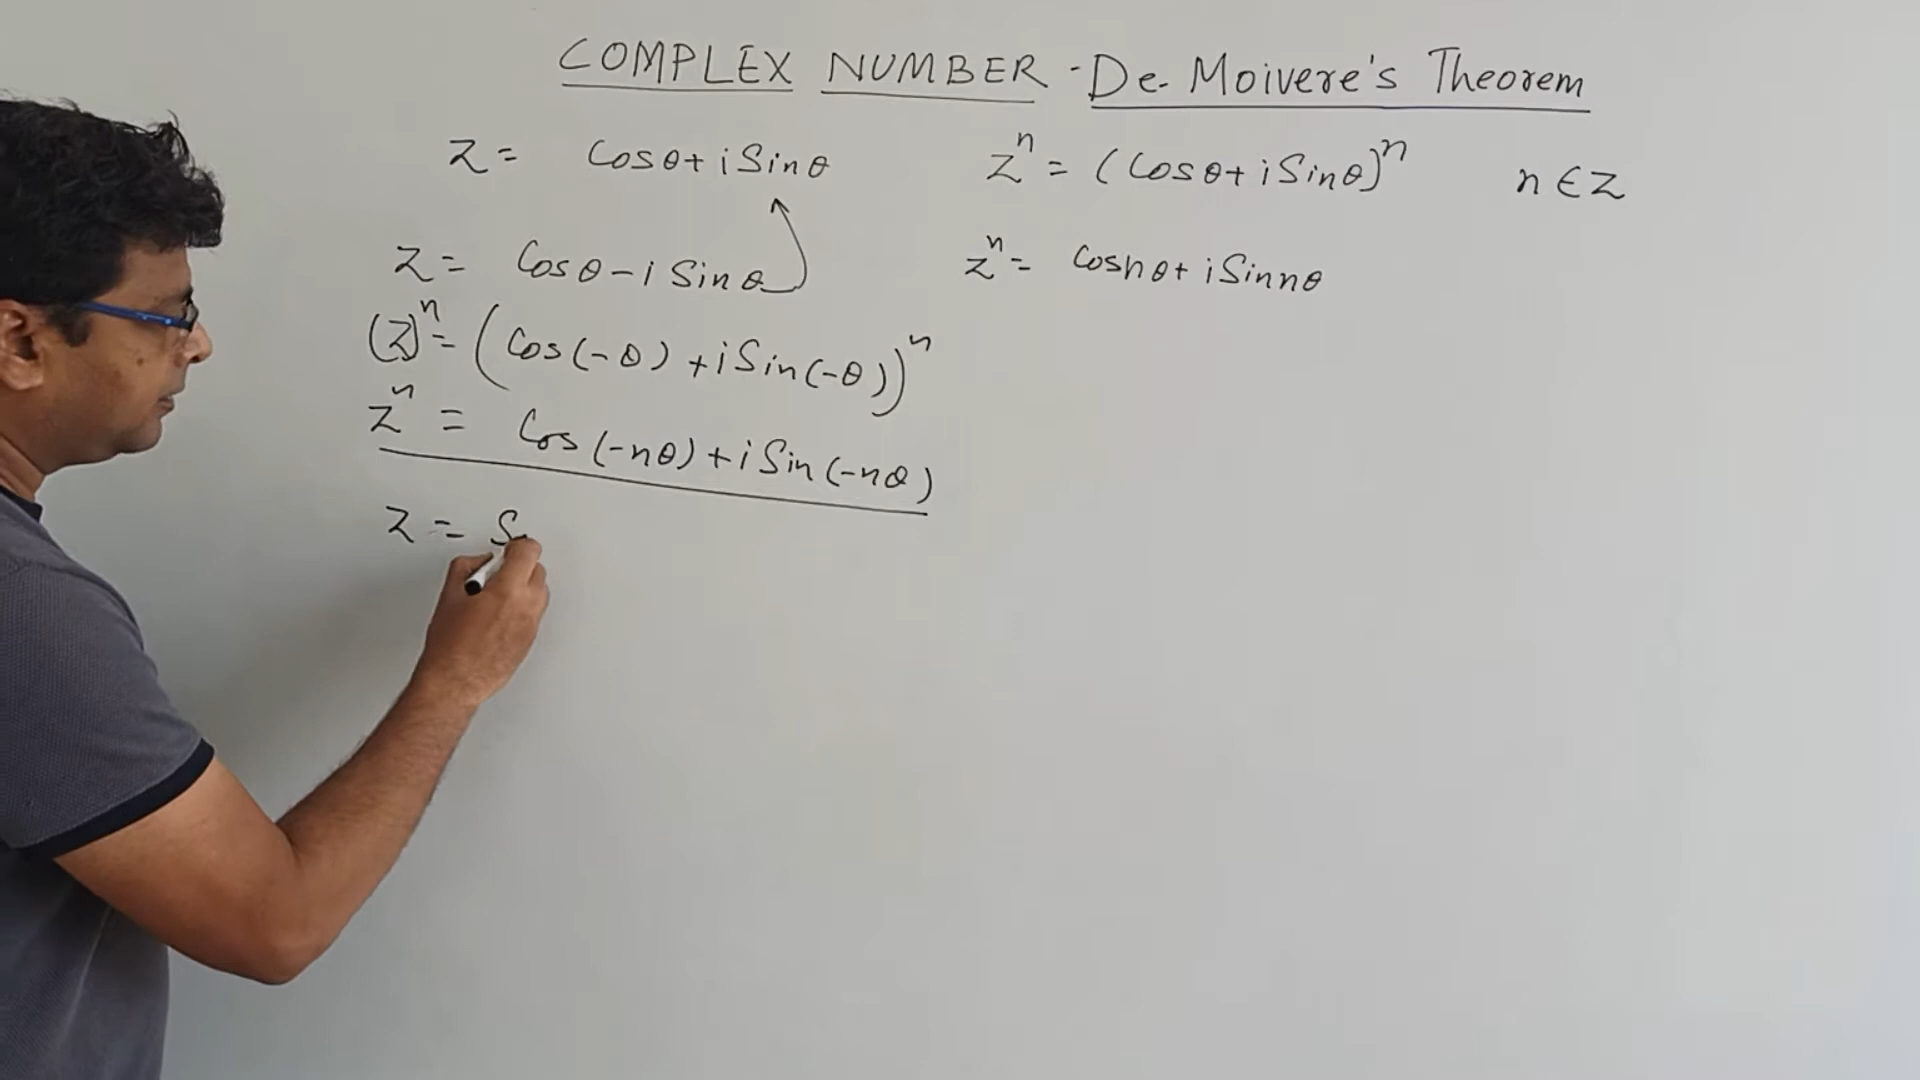 COMPLEX NUMBER - De-Moivere's Theorem
z = Cosθ + i Sinθ
zⁿ = (Cosθ + i Sinθ)ⁿ n ∈ Z
z = Cosθ - i Sinθ
zⁿ = Cosnθ + i Sinnθ
(z)ⁿ = (Cos(-θ) + i Sin(-θ))ⁿ
zⁿ = Cos(-nθ) + i Sin(-nθ)
z = S